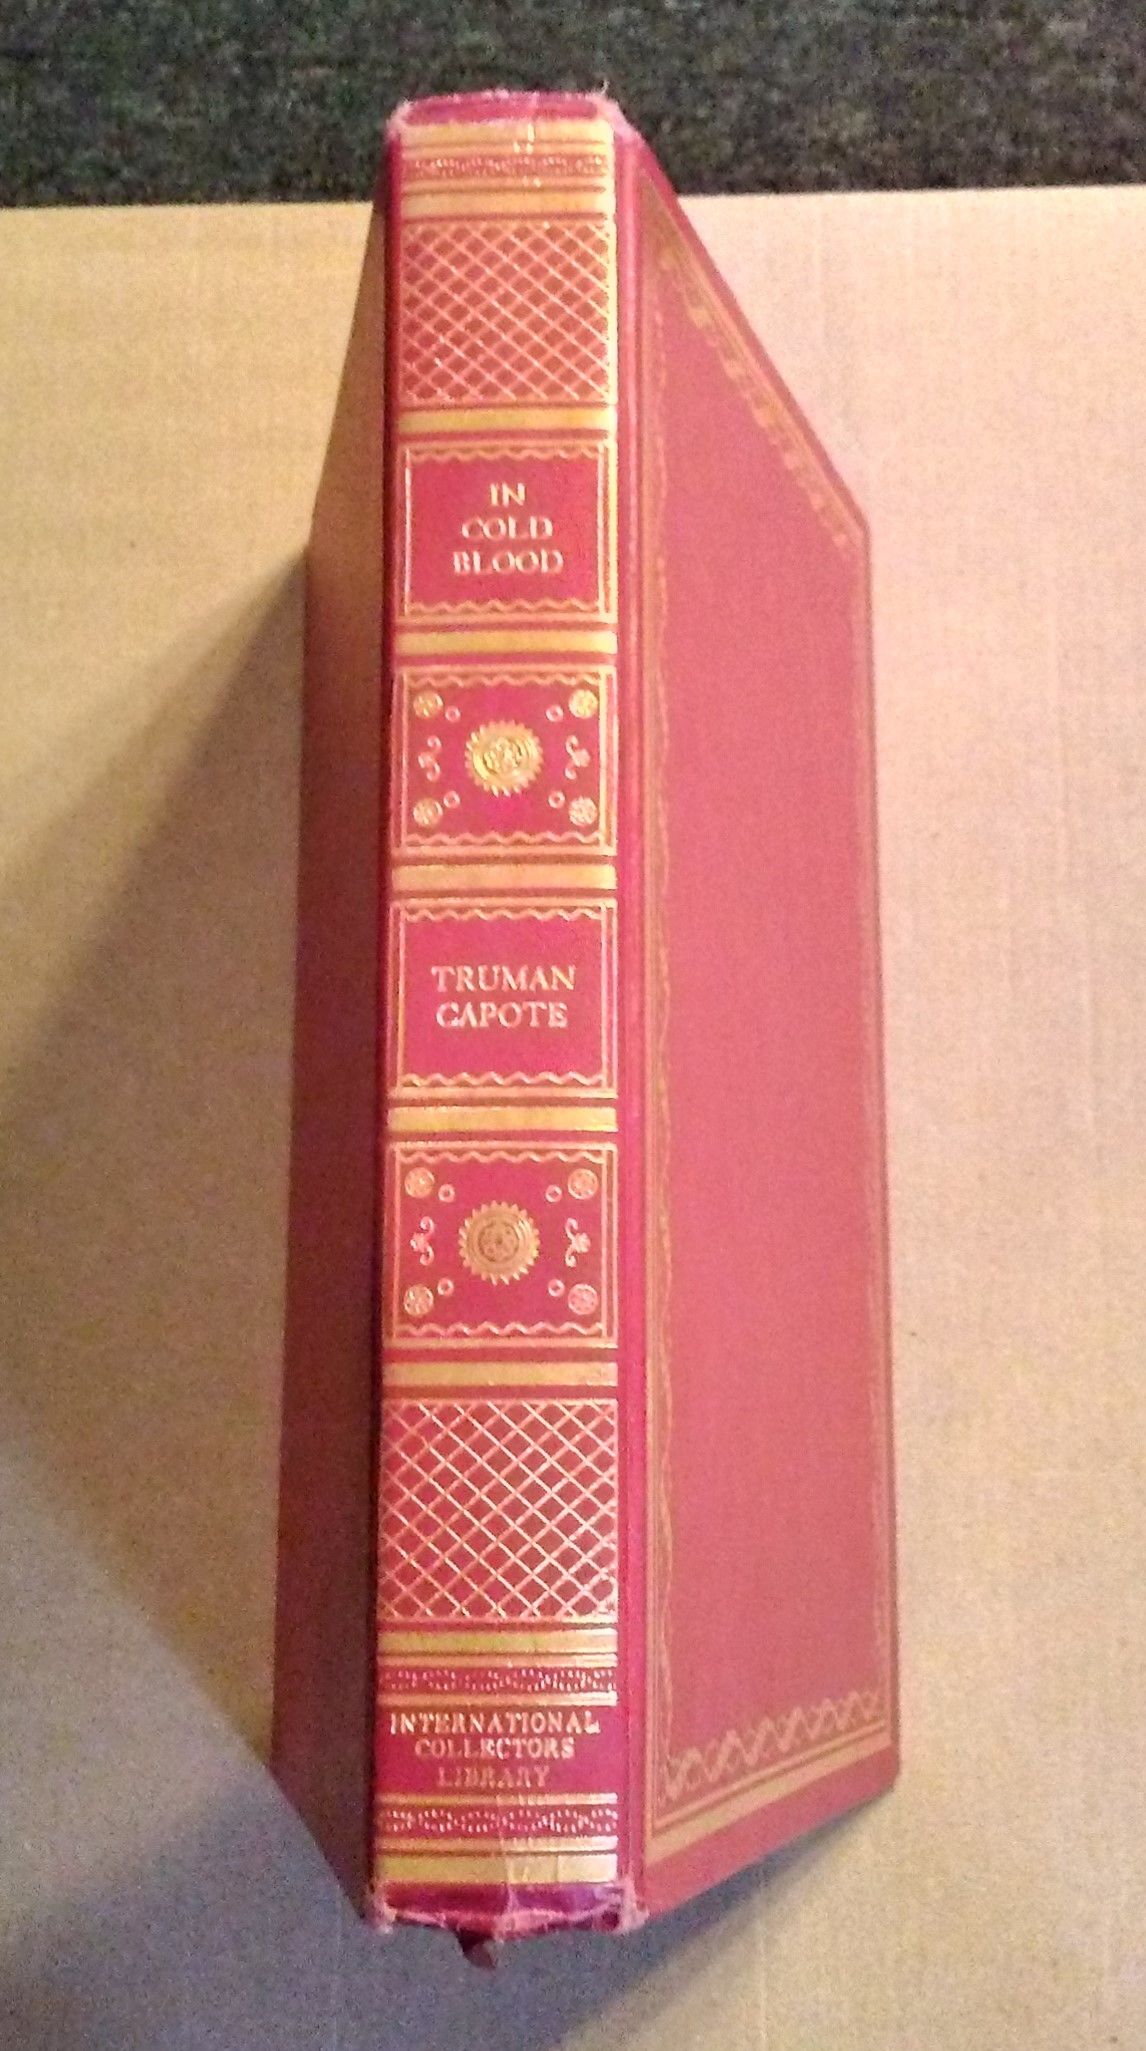 IN
COLD
BLOOD
TRUMAN
CAPOTE
INTERNATIONAL
COLLECTORS
LIBRARY